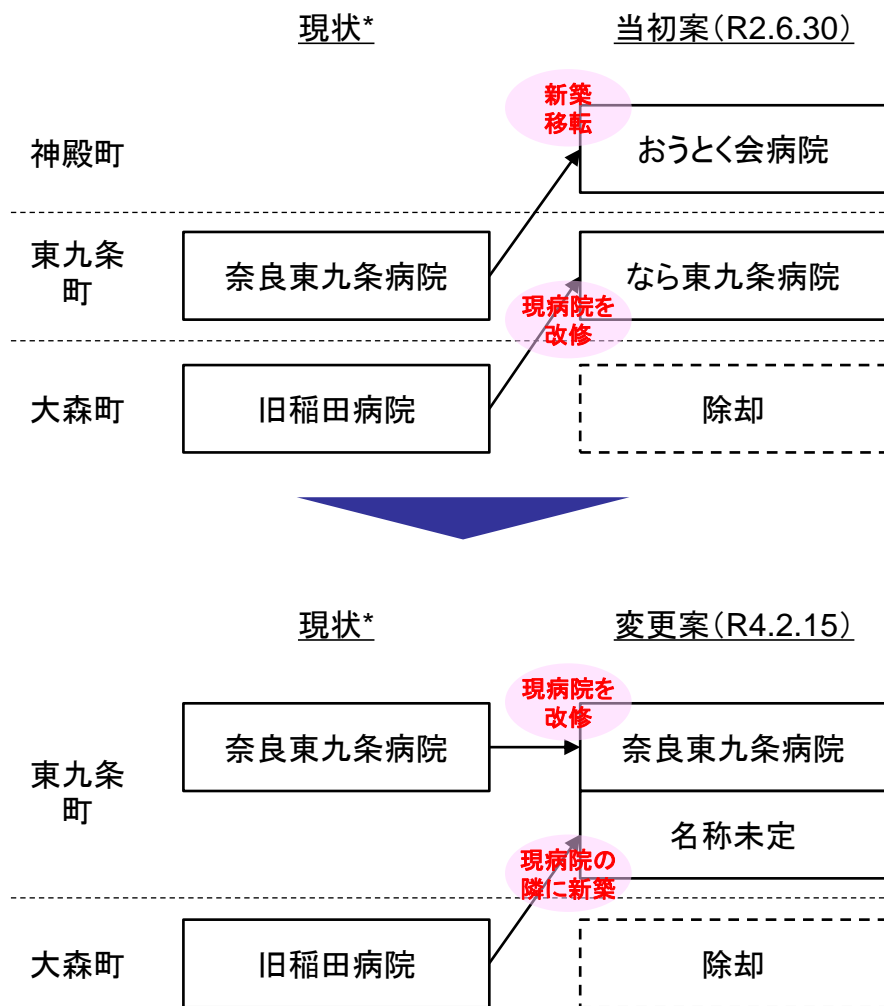 現状*
当初案(R2.6.30)
新築
移転
神殿町
おうとく会病院
東九条
町
奈良東九条病院
なら東九条病院
現病院を
改修
大森町
旧稲田病院
除却
現状*
変更案(R4.2.15)
現病院を
改修
東九条
町
奈良東九条病院
奈良東九条病院
名称未定
現病院の
隣に新築
大森町
旧稲田病院
除却